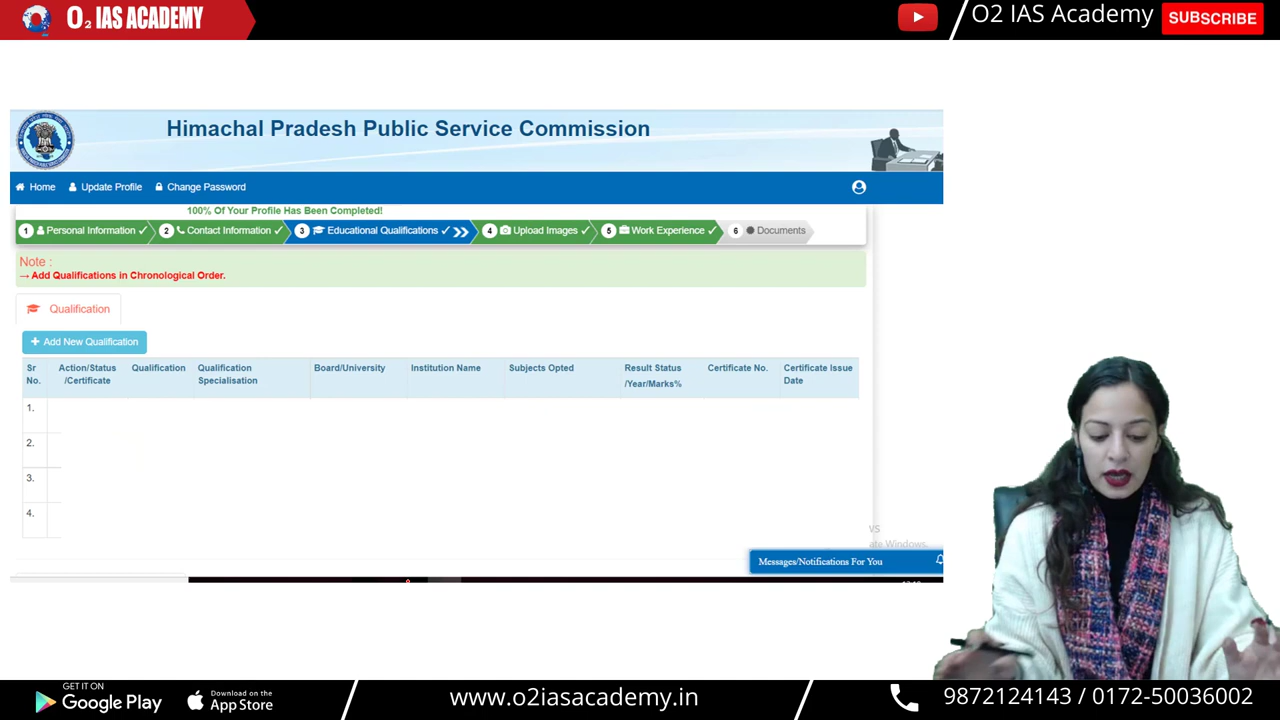 O2 IAS ACADEMY
O2 IAS Academy
SUBSCRIBE
Himachal Pradesh Public Service Commission
Home Update Profile Change Password
100% Of Your Profile Has Been Completed!
1 Personal Information ✓ 2 Contact Information ✓ 3 Educational Qualifications ✓ 4 Upload Images ✓ 5 Work Experience ✓ 6 Documents
Note :
→ Add Qualifications in Chronological Order.
Qualification
+ Add New Qualification
Sr No. Action/Status /Certificate Qualification Qualification Specialisation Board/University Institution Name Subjects Opted Result Status /Year/Marks% Certificate No. Certificate Issue Date
1.
2.
3.
4.
Messages/Notifications For You
GET IT ON
Google Play
Download on the
App Store
www.o2iasacademy.in
9872124143 / 0172-50036002